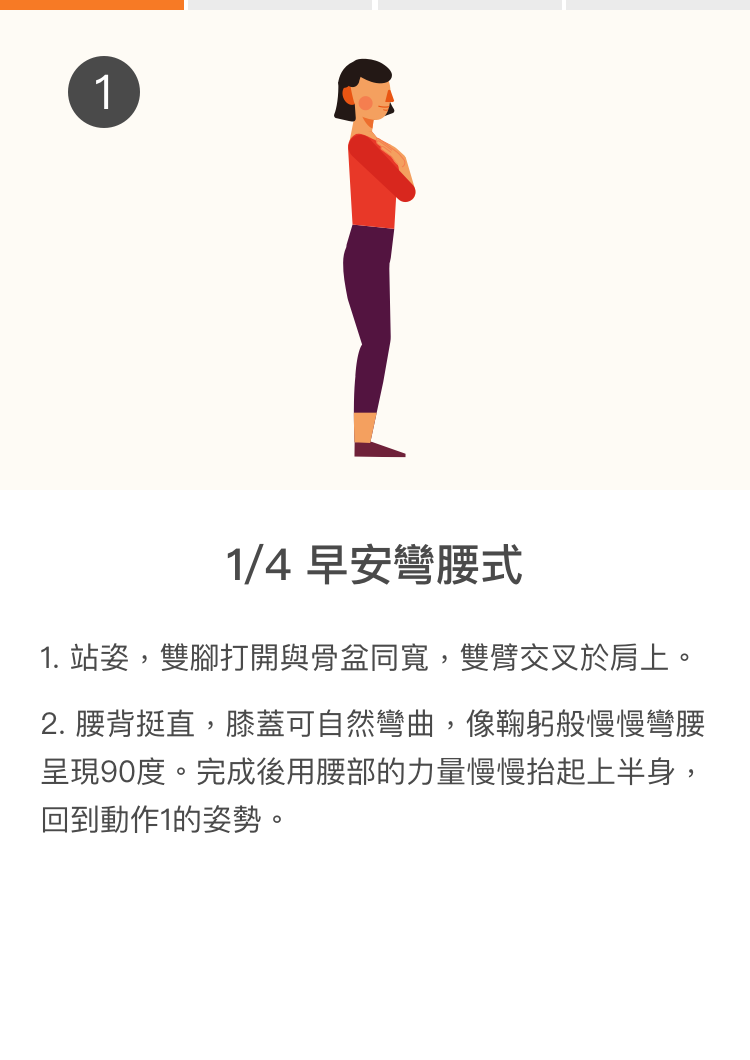 1
1/4 早安彎腰式
1. 站姿，雙腳打開與骨盆同寬，雙臂交叉於肩上。
2. 腰背挺直，膝蓋可自然彎曲，像鞠躬般慢慢彎腰
呈現90度。完成後用腰部的力量慢慢抬起上半身，
回到動作1的姿勢。